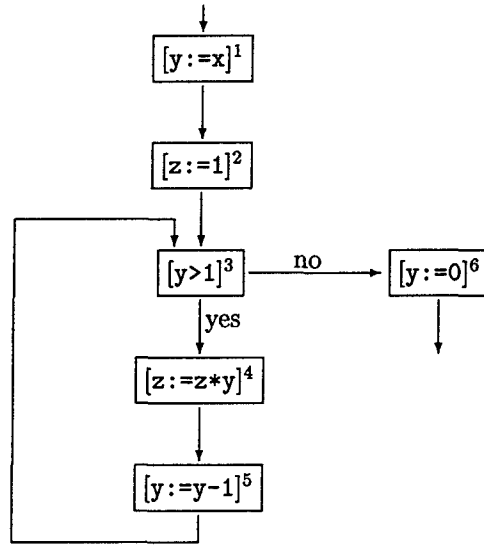 [y:=x]¹
[z:=1]²
[y>1]³
no
[y:=0]⁶
yes
[z:=z*y]⁴
[y:=y-1]⁵